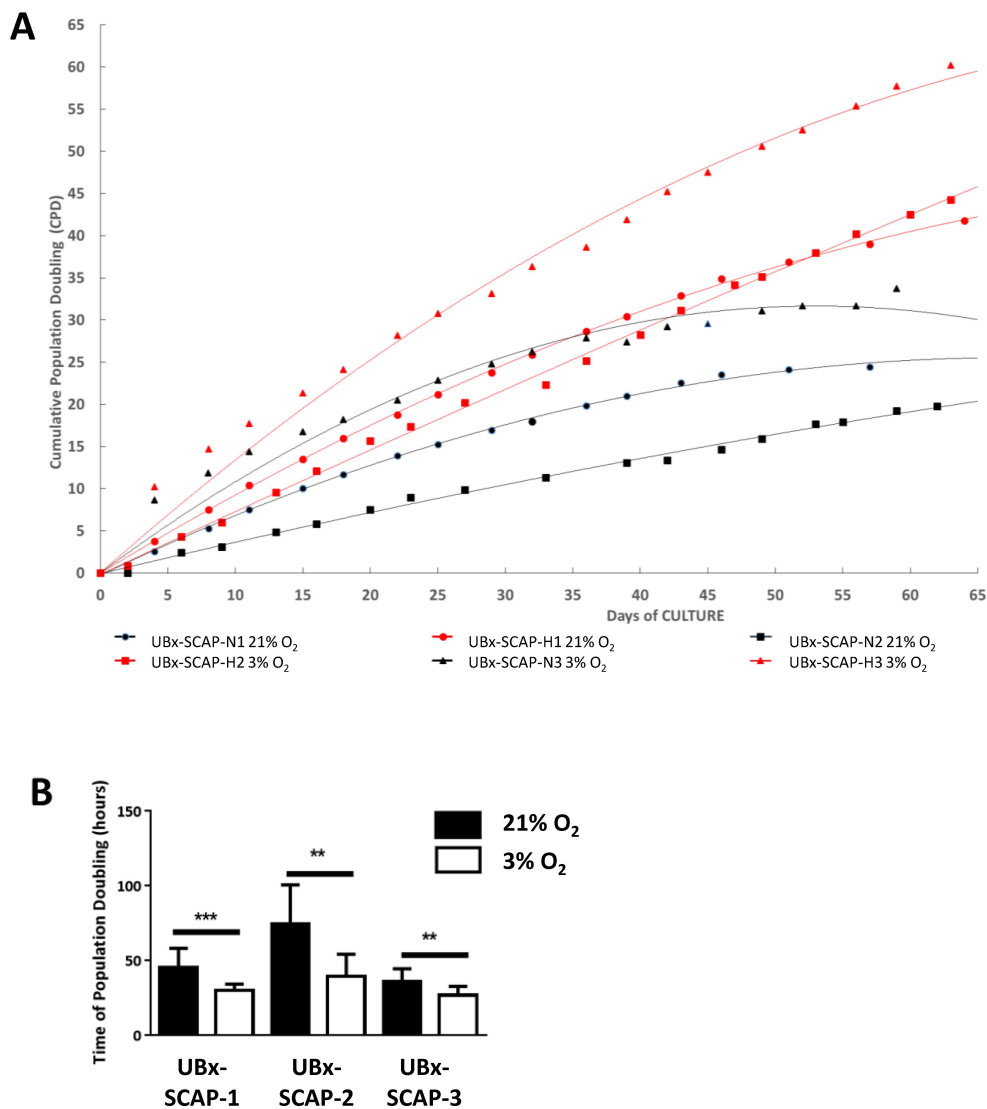 A
65
60
55
50
45
40
35
30
25
20
15
10
5
0
Cumulative Population Doubling (CPD)
0 5 10 15 20 25 30 35 40 45 50 55 60 65
Days of CULTURE
UBx-SCAP-N1 21% O₂ UBx-SCAP-H1 21% O₂ UBx-SCAP-N2 21% O₂
UBx-SCAP-H2 3% O₂ UBx-SCAP-N3 3% O₂ UBx-SCAP-H3 3% O₂
B
Time of Population Doubling (hours)
150
100
50
0
***
**
**
21% O₂
3% O₂
UBx-
SCAP-1
UBx-
SCAP-2
UBx-
SCAP-3